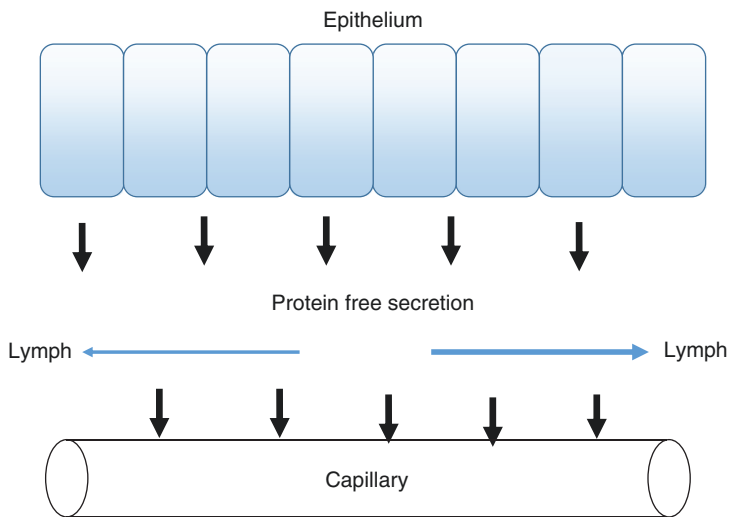 Epithelium
Protein free secretion
Lymph
Lymph
Capillary